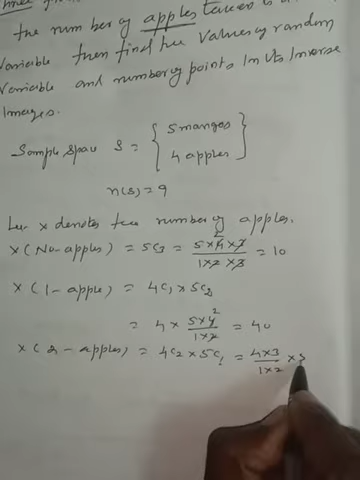 the number of apples taken is a
Variable then find the values of random
Variable and number of points in its Inverse
Images.
Sample space S = { 5 mangos
4 apples }
n(s) = 9
Let x denotes the number of apples.
x (No-apples) = 5C3 = 5×4×3 / 1×2×3 = 10
x (1-apple) = 4C1 × 5C2
= 4 × 5×4 2 / 1×2 = 40
x (2-apples) = 4C2 × 5C1 = 4×3 / 1×2 × 5